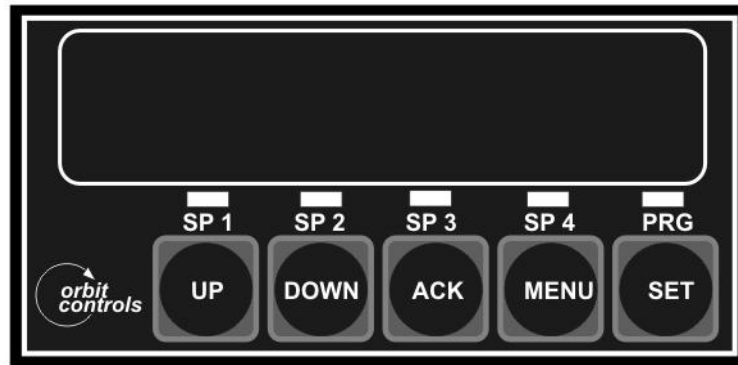 SP 1 SP 2 SP 3 SP 4 PRG
orbit controls UP DOWN ACK MENU SET